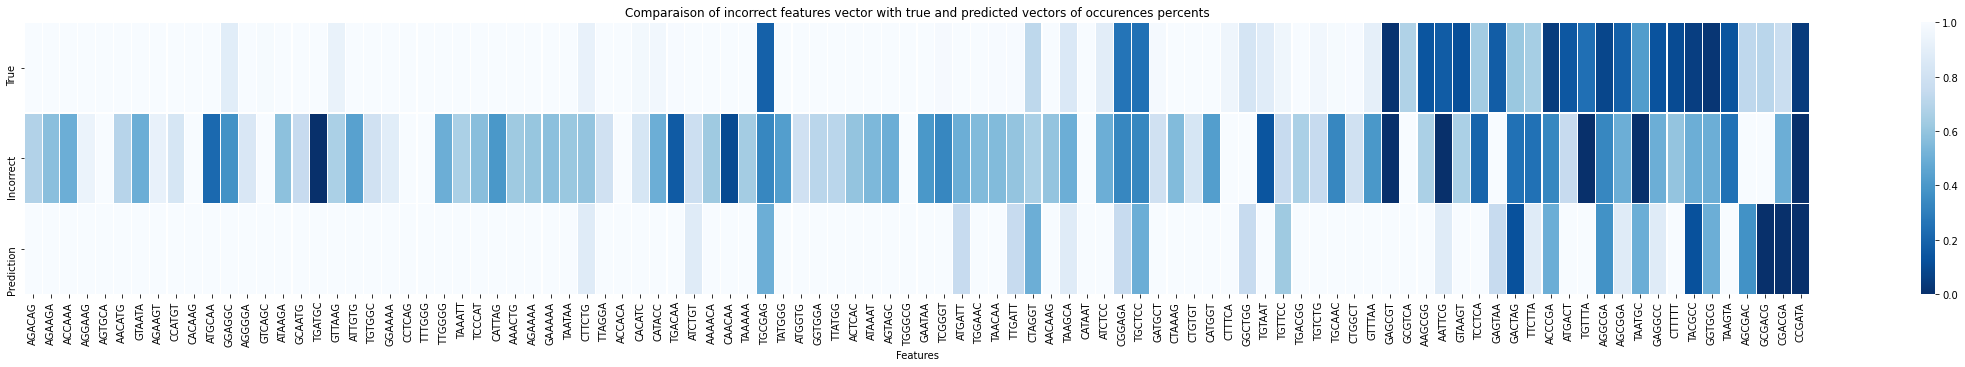 Comparaison of incorrect features vector with true and predicted vectors of occurences percents
True
Incorrect
Prediction
1.0
0.8
0.6
0.4
0.2
0.0
AGACAG
AGAAGA
ACCAAA
AGGAAG
AGTGCA
AACATG
GTAATA
AGAAGT
CCATGT
CACAAG
ATGCAA
GGAGGC
AGGGGA
GTCAGC
ATAAGA
GCAATG
TGATGC
GTTAAG
ATTGTG
TGTGGC
GGAAAA
CCTCAG
TTTGGG
TTGGGG
TAAATT
TCCCAT
CATTAG
AAACTG
AGAAAA
GAAAAA
TAATAA
CTTCTG
TTAGGA
ACCACA
CACATC
CATACC
TGACAA
ATCTGT
AAAACA
CAACAA
TAAAAA
TGCGAG
TATGGG
ATGGTG
GGTGGA
TTATGG
ACTCAC
ATAAAT
AGTAGC
TGGGCG
GAATAA
TCGGGT
ATGATT
TGGAAC
TAACAA
TTGATT
CTAGGT
AACAAG
TAAGCA
CATAAT
ATCTCC
CGGAGA
TGCTCC
GATGCT
CTAAAG
CTGTGT
CATGGT
CTTTCA
GGCTGG
TGTAAT
TGTTCC
TGACGG
TGTCTG
TGCAAC
CTGGCT
GTTTAA
GAGCGT
GCGTCA
AAGCGG
AATTCG
GTAAGT
TCCTCA
GAGTAA
GACTAG
TTCTTA
ACCCGA
ATGACT
TGTTTA
AGGCGA
AGCGGA
TAATGC
GAGGCC
CTTTTT
TACGCC
GGTGCG
TAAGTA
AGCGAC
GCGACG
CGACGA
CCGATA
Features